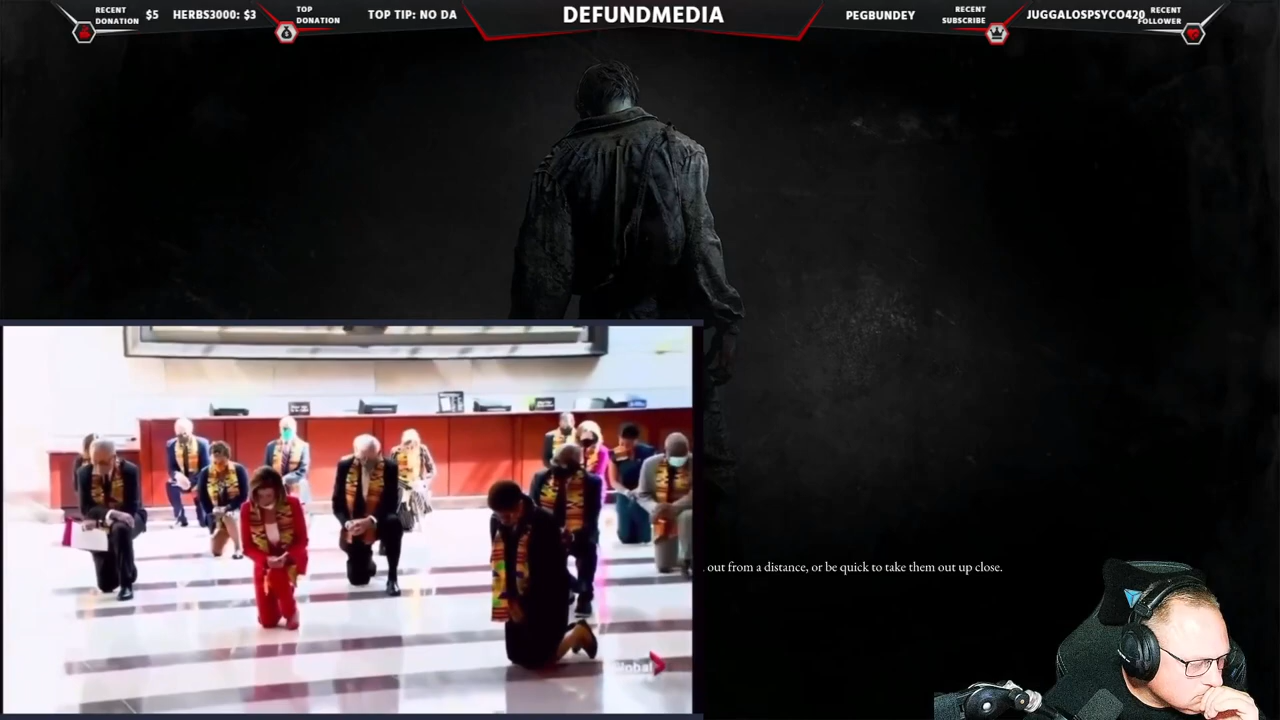 RECENT
DONATION
$5 HERBS3000: $3
TOP
DONATION
TOP TIP: NO DA
DEFUNDMEDIA
PEGBUNDEY
RECENT
SUBSCRIBE
JUGGALOSPSYCO420
RECENT
FOLLOWER
out from a distance, or be quick to take them out up close.
Global